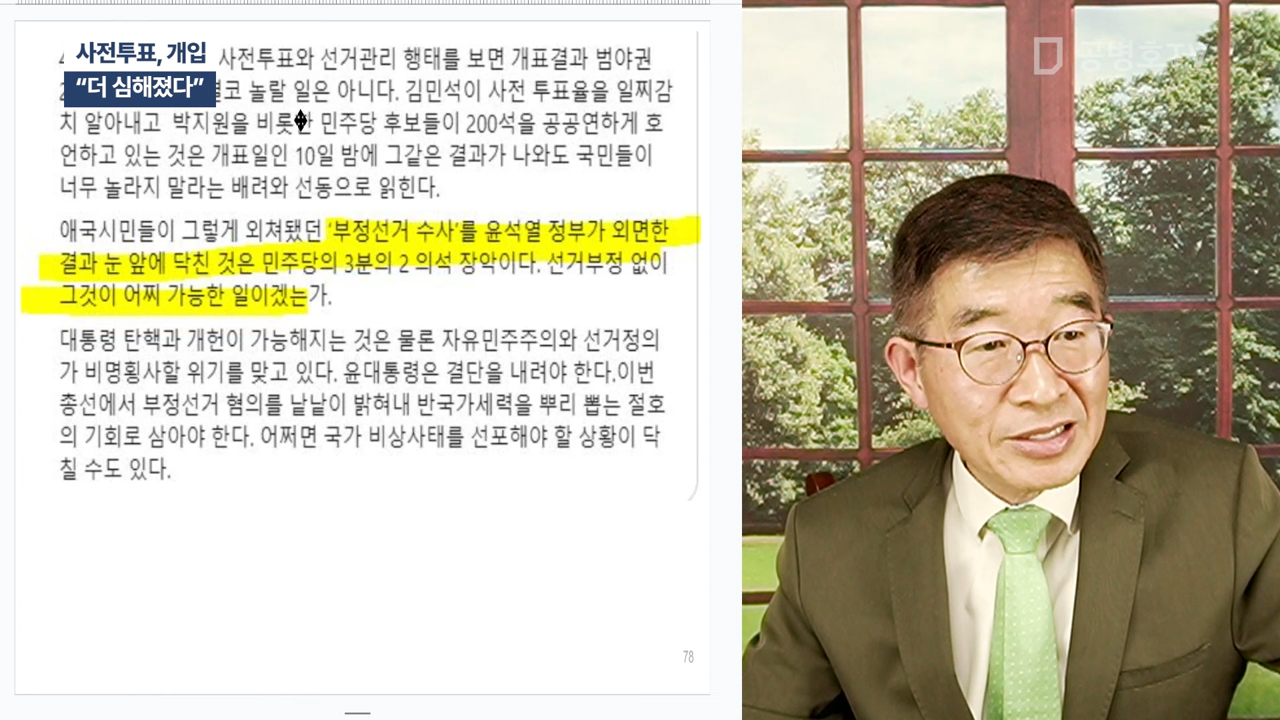 사전투표, 개입
“더 심해졌다”
공병호TV
사전투표와 선거관리 행태를 보면 개표결과 범야권
결코 놀랄 일은 아니다. 김민석이 사전 투표율을 일찌감
치 알아내고 박지원을 비롯한 민주당 후보들이 200석을 공공연하게 호
언하고 있는 것은 개표일인 10일 밤에 그같은 결과가 나와도 국민들이
너무 놀라지 말라는 배려와 선동으로 읽힌다.
애국시민들이 그렇게 외쳐됐던 ‘부정선거 수사’를 윤석열 정부가 외면한
결과 눈 앞에 닥친 것은 민주당의 3분의 2 의석 장악이다. 선거부정 없이
그것이 어찌 가능한 일이겠는가.
대통령 탄핵과 개헌이 가능해지는 것은 물론 자유민주주의와 선거정의
가 비명횡사할 위기를 맞고 있다. 윤대통령은 결단을 내려야 한다.이번
총선에서 부정선거 혐의를 낱낱이 밝혀내 반국가세력을 뿌리 뽑는 절호
의 기회로 삼아야 한다. 어쩌면 국가 비상사태를 선포해야 할 상황이 닥
칠 수도 있다.
78